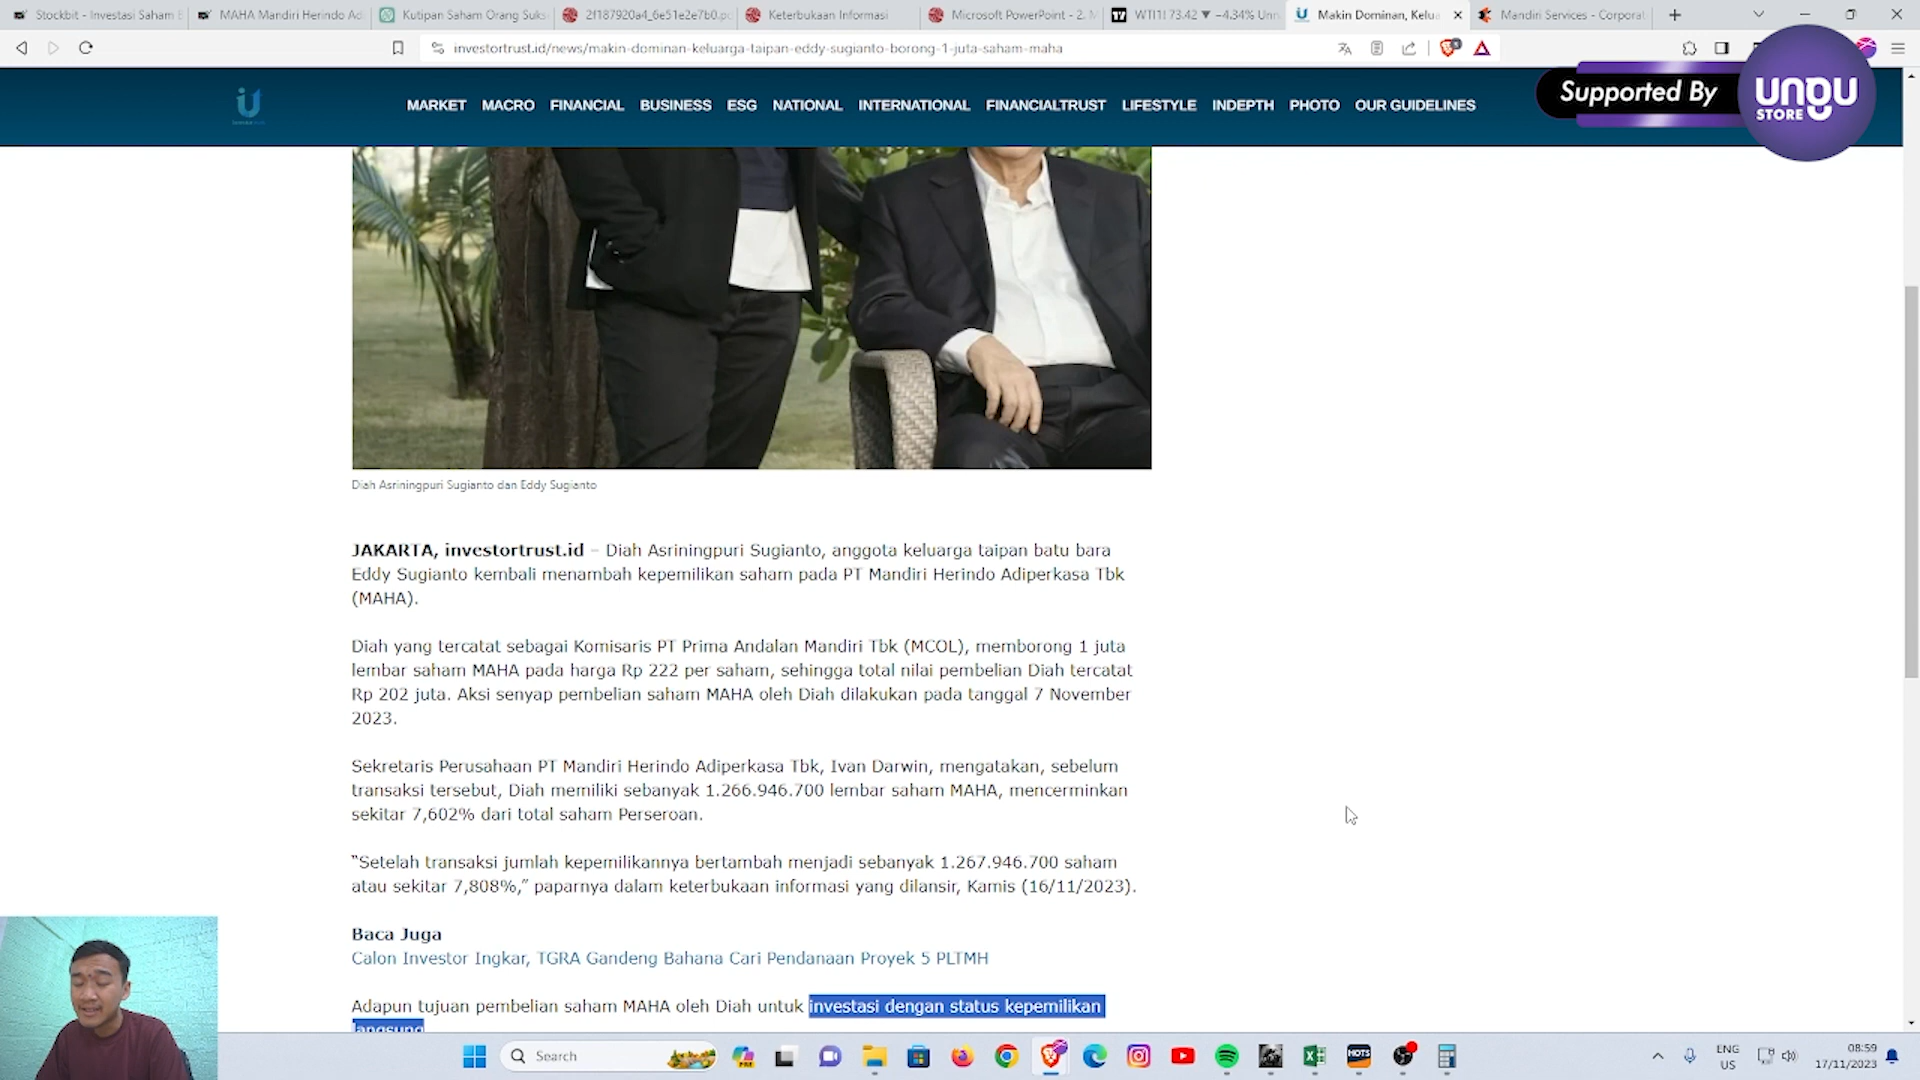 Stockbit - Investasi Saham B
MAHA Mandiri Herindo Adi
Kutipan Saham Orang Suks
2f187920a4_6e51e2e7b0.pd
Keterbukaan Informasi
Microsoft PowerPoint - 2. M
WTI1! 73.42 ▼ −4.34% Unn
Makin Dominan, Kelua
Mandiri Services - Corporat
investortrust.id/news/makin-dominan-keluarga-taipan-eddy-sugianto-borong-1-juta-saham-maha
MARKET MACRO FINANCIAL BUSINESS ESG NATIONAL INTERNATIONAL FINANCIALTRUST LIFESTYLE INDEPTH PHOTO OUR GUIDELINES
Supported By
UNGU
STORE
Diah Asriningpuri Sugianto dan Eddy Sugianto
JAKARTA, investortrust.id – Diah Asriningpuri Sugianto, anggota keluarga taipan batu bara
Eddy Sugianto kembali menambah kepemilikan saham pada PT Mandiri Herindo Adiperkasa Tbk
(MAHA).
Diah yang tercatat sebagai Komisaris PT Prima Andalan Mandiri Tbk (MCOL), memborong 1 juta
lembar saham MAHA pada harga Rp 222 per saham, sehingga total nilai pembelian Diah tercatat
Rp 202 juta. Aksi senyap pembelian saham MAHA oleh Diah dilakukan pada tanggal 7 November
2023.
Sekretaris Perusahaan PT Mandiri Herindo Adiperkasa Tbk, Ivan Darwin, mengatakan, sebelum
transaksi tersebut, Diah memiliki sebanyak 1.266.946.700 lembar saham MAHA, mencerminkan
sekitar 7,602% dari total saham Perseroan.
“Setelah transaksi jumlah kepemilikannya bertambah menjadi sebanyak 1.267.946.700 saham
atau sekitar 7,808%,” paparnya dalam keterbukaan informasi yang dilansir, Kamis (16/11/2023).
Baca Juga
Calon Investor Ingkar, TGRA Gandeng Bahana Cari Pendanaan Proyek 5 PLTMH
Adapun tujuan pembelian saham MAHA oleh Diah untuk investasi dengan status kepemilikan
langsung
Search
ENG
US
08:59
17/11/2023